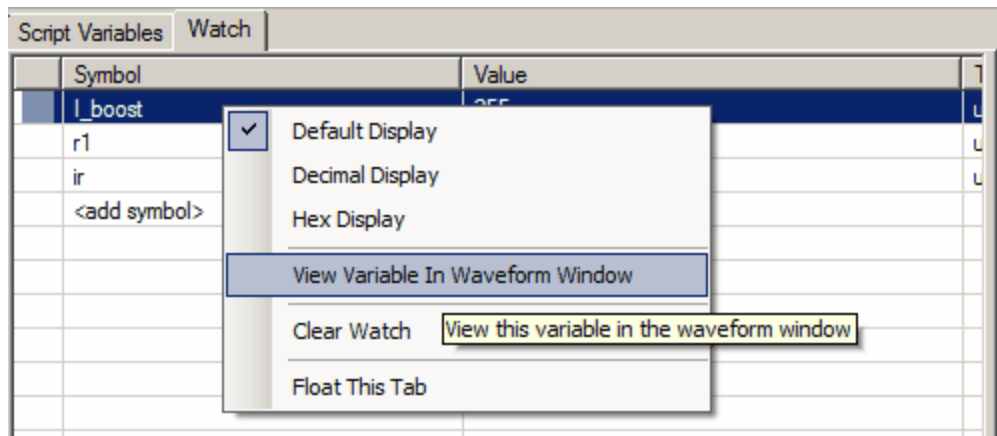 Script Variables Watch
Symbol Value
I_boost
Default Display
r1
Decimal Display
ir
Hex Display
<add symbol>
View Variable In Waveform Window
Clear Watch
View this variable in the waveform window
Float This Tab